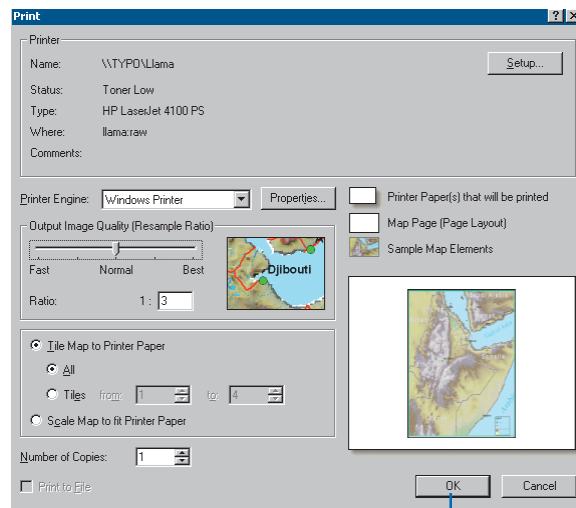 Print
Printer
Name: \\TYPO\Llama
Setup...
Status: Toner Low
Type: HP LaserJet 4100 PS
Where: llama:raw
Comments:
Printer Engine: Windows Printer Properties...
Output Image Quality (Resample Ratio)
Fast Normal Best
Ratio: 1 : 3
Djibouti
Printer Paper(s) that will be printed
Map Page (Page Layout)
Sample Map Elements
Tile Map to Printer Paper
All
Tiles from: 1 to: 4
Scale Map to fit Printer Paper
Number of Copies: 1
Print to File
Somalia
OK Cancel